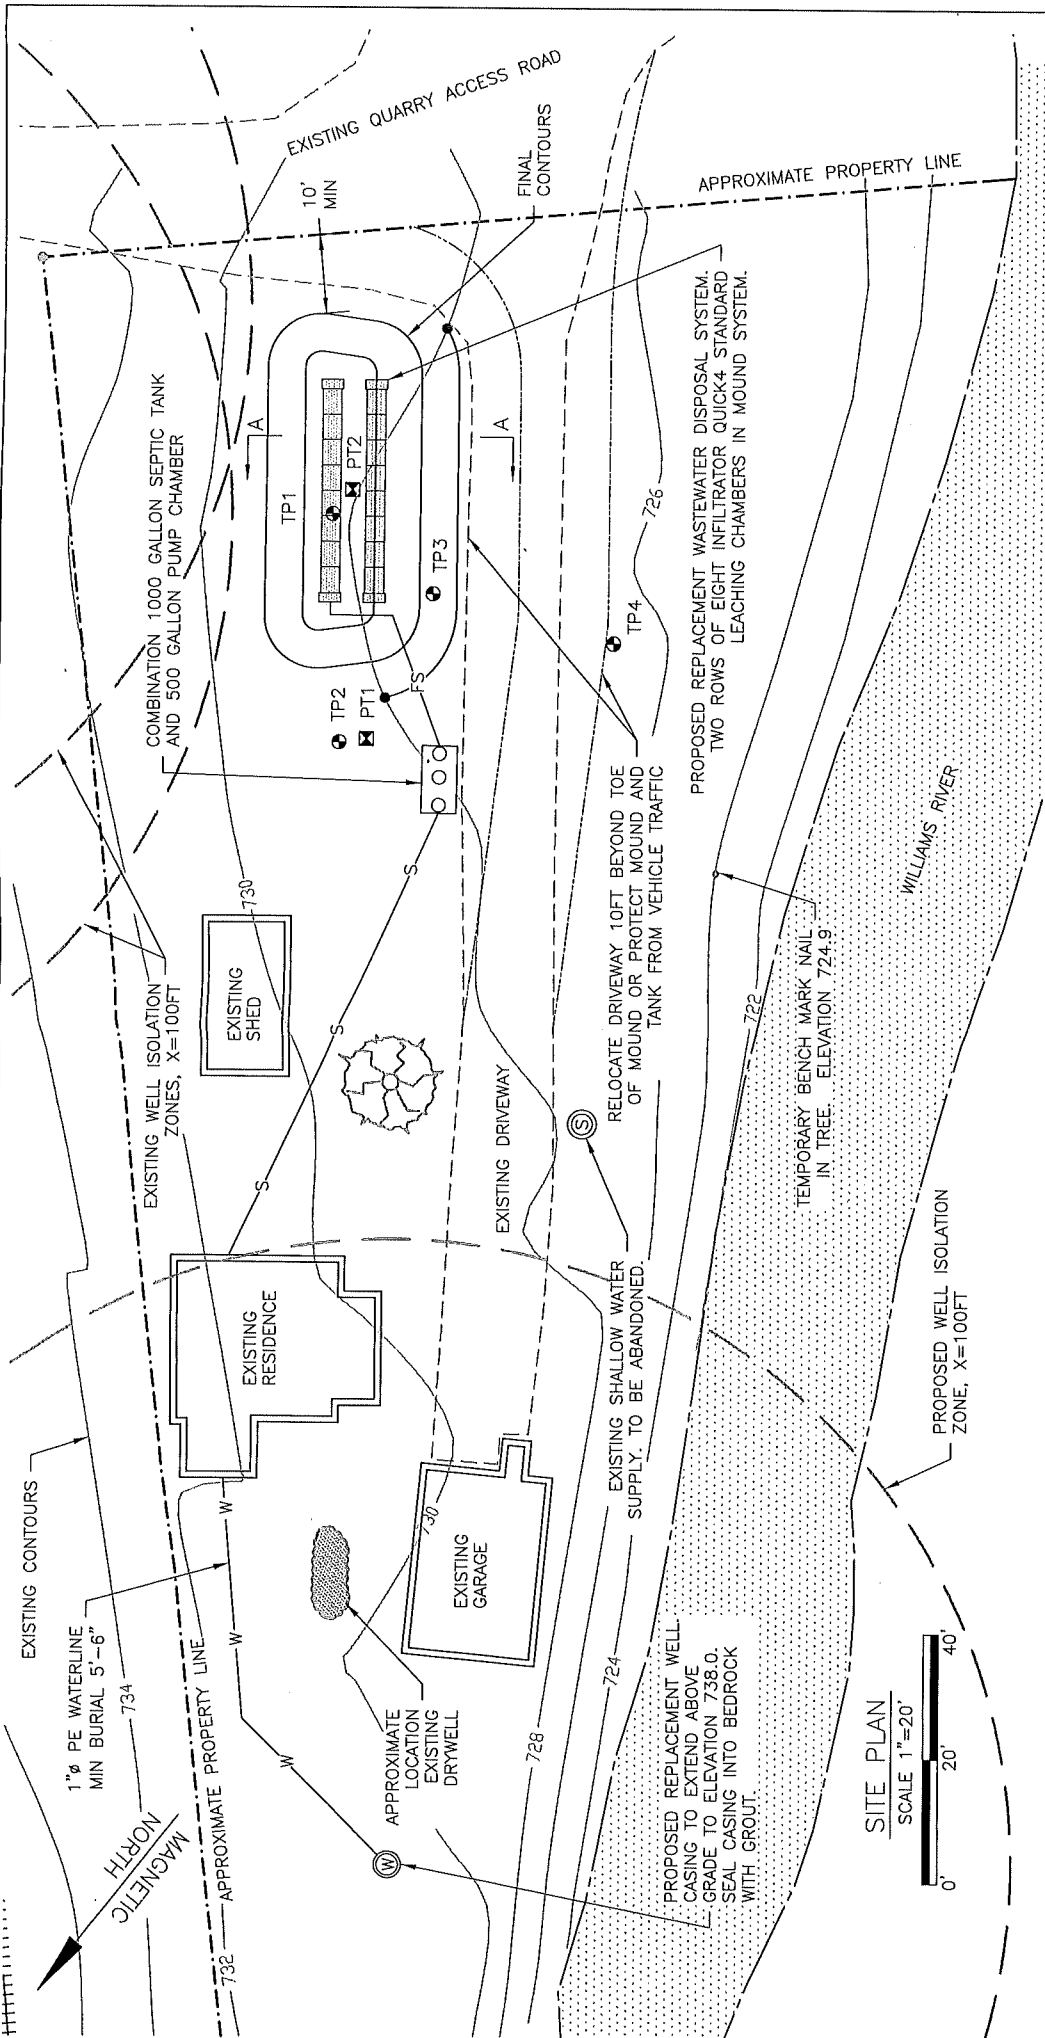 EXISTING CONTOURS
1"ø PE WATERLINE
MIN BURIAL 5'-6"
734
APPROXIMATE PROPERTY LINE
732
MAGNETIC
NORTH
W
W
W
W
APPROXIMATE
LOCATION
EXISTING
DRYWELL
PROPOSED REPLACEMENT WELL.
CASING TO EXTEND ABOVE
GRADE TO ELEVATION 738.0.
SEAL CASING INTO BEDROCK
WITH GROUT.
728
724
730
EXISTING
GARAGE
EXISTING
RESIDENCE
EXISTING SHALLOW WATER
SUPPLY. TO BE ABANDONED.
S
S
S
S
S
EXISTING WELL ISOLATION
ZONES, X=100FT
EXISTING
SHED
730
EXISTING DRIVEWAY
COMBINATION 1000 GALLON SEPTIC TANK
AND 500 GALLON PUMP CHAMBER
TP2
PT1
FS
TP1
PT2
TP3
TP4
A
A
10'
MIN
EXISTING QUARRY ACCESS ROAD
FINAL
CONTOURS
APPROXIMATE PROPERTY LINE
726
RELOCATE DRIVEWAY 10FT BEYOND TOE
OF MOUND OR PROTECT MOUND AND
TANK FROM VEHICLE TRAFFIC
PROPOSED REPLACEMENT WASTEWATER DISPOSAL SYSTEM.
TWO ROWS OF EIGHT INFILTRATOR QUICK4 STANDARD
LEACHING CHAMBERS IN MOUND SYSTEM.
722
TEMPORARY BENCH MARK NAIL
IN TREE. ELEVATION 724.9'
WILLIAMS RIVER
PROPOSED WELL ISOLATION
ZONE, X=100FT
SITE PLAN
SCALE 1"=20'
0'
20'
40'